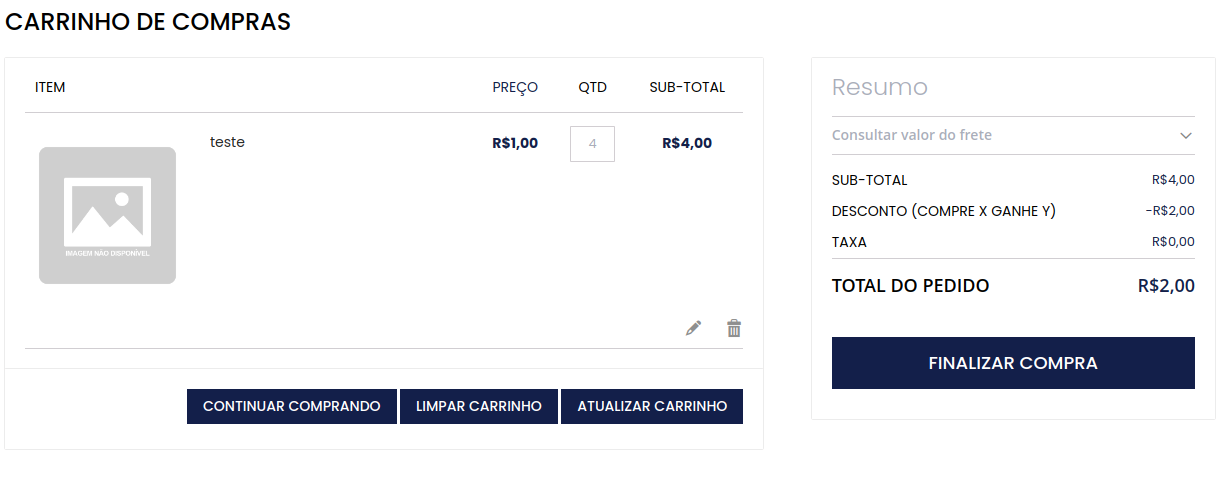 CARRINHO DE COMPRAS
ITEM PREÇO QTD SUB-TOTAL
teste R$1,00 4 R$4,00
IMAGEM NÃO DISPONÍVEL
CONTINUAR COMPRANDO LIMPAR CARRINHO ATUALIZAR CARRINHO
Resumo
Consultar valor do frete
SUB-TOTAL R$4,00
DESCONTO (COMPRE X GANHE Y) -R$2,00
TAXA R$0,00
TOTAL DO PEDIDO R$2,00
FINALIZAR COMPRA